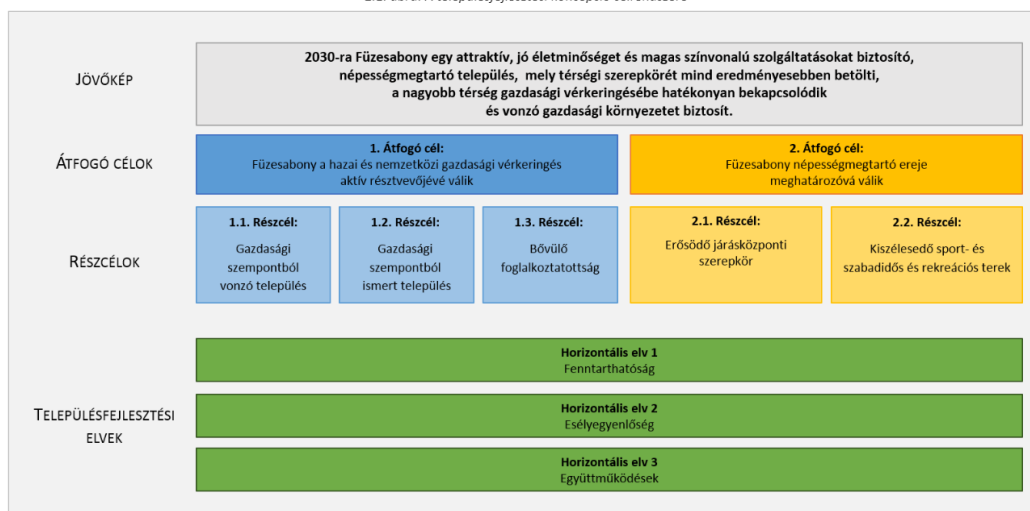 JÖVŐKÉP
2030-ra Füzesabony egy attraktív, jó életminőséget és magas színvonalú szolgáltatásokat biztosító,
népességmegtartó település, mely térségi szerepkörét mind eredményesebben betölti,
a nagyobb térség gazdasági vérkeringésébe hatékonyan bekapcsolódik
és vonzó gazdasági környezetet biztosít.
ÁTFOGÓ CÉLOK
1. Átfogó cél:
Füzesabony a hazai és nemzetközi gazdasági vérkeringés
aktív résztvevőjévé válik
2. Átfogó cél:
Füzesabony népességmegtartó ereje
meghatározóvá válik
RÉSZCÉLOK
1.1. Részcél:
Gazdasági
szempontból
vonzó település
1.2. Részcél:
Gazdasági
szempontból
ismert település
1.3. Részcél:
Bővülő
foglalkoztatottság
2.1. Részcél:
Erősödő járásközponti
szerepkör
2.2. Részcél:
Kiszélesedő sport- és
szabadidős és rekreációs terek
TELEPÜLÉSFEJLESZTÉSI
ELVEK
Horizontális elv 1
Fenntarthatóság
Horizontális elv 2
Esélyegyenlőség
Horizontális elv 3
Együttműködések